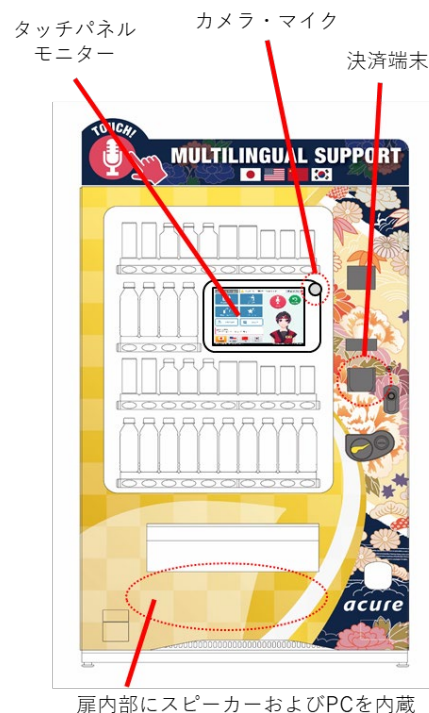 カメラ・マイク
タッチパネル
モニター
決済端末
TOUCH!
MULTILINGUAL SUPPORT
acure
扉内部にスピーカーおよびPCを内蔵